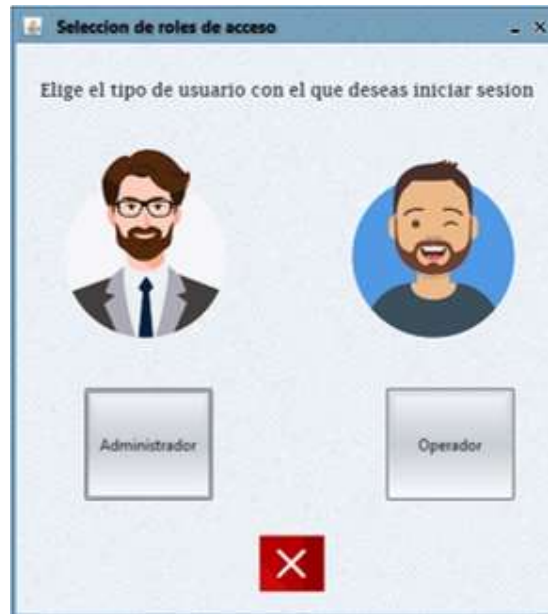 Seleccion de roles de acceso
Elige el tipo de usuario con el que deseas iniciar sesion
Administrador
Operador